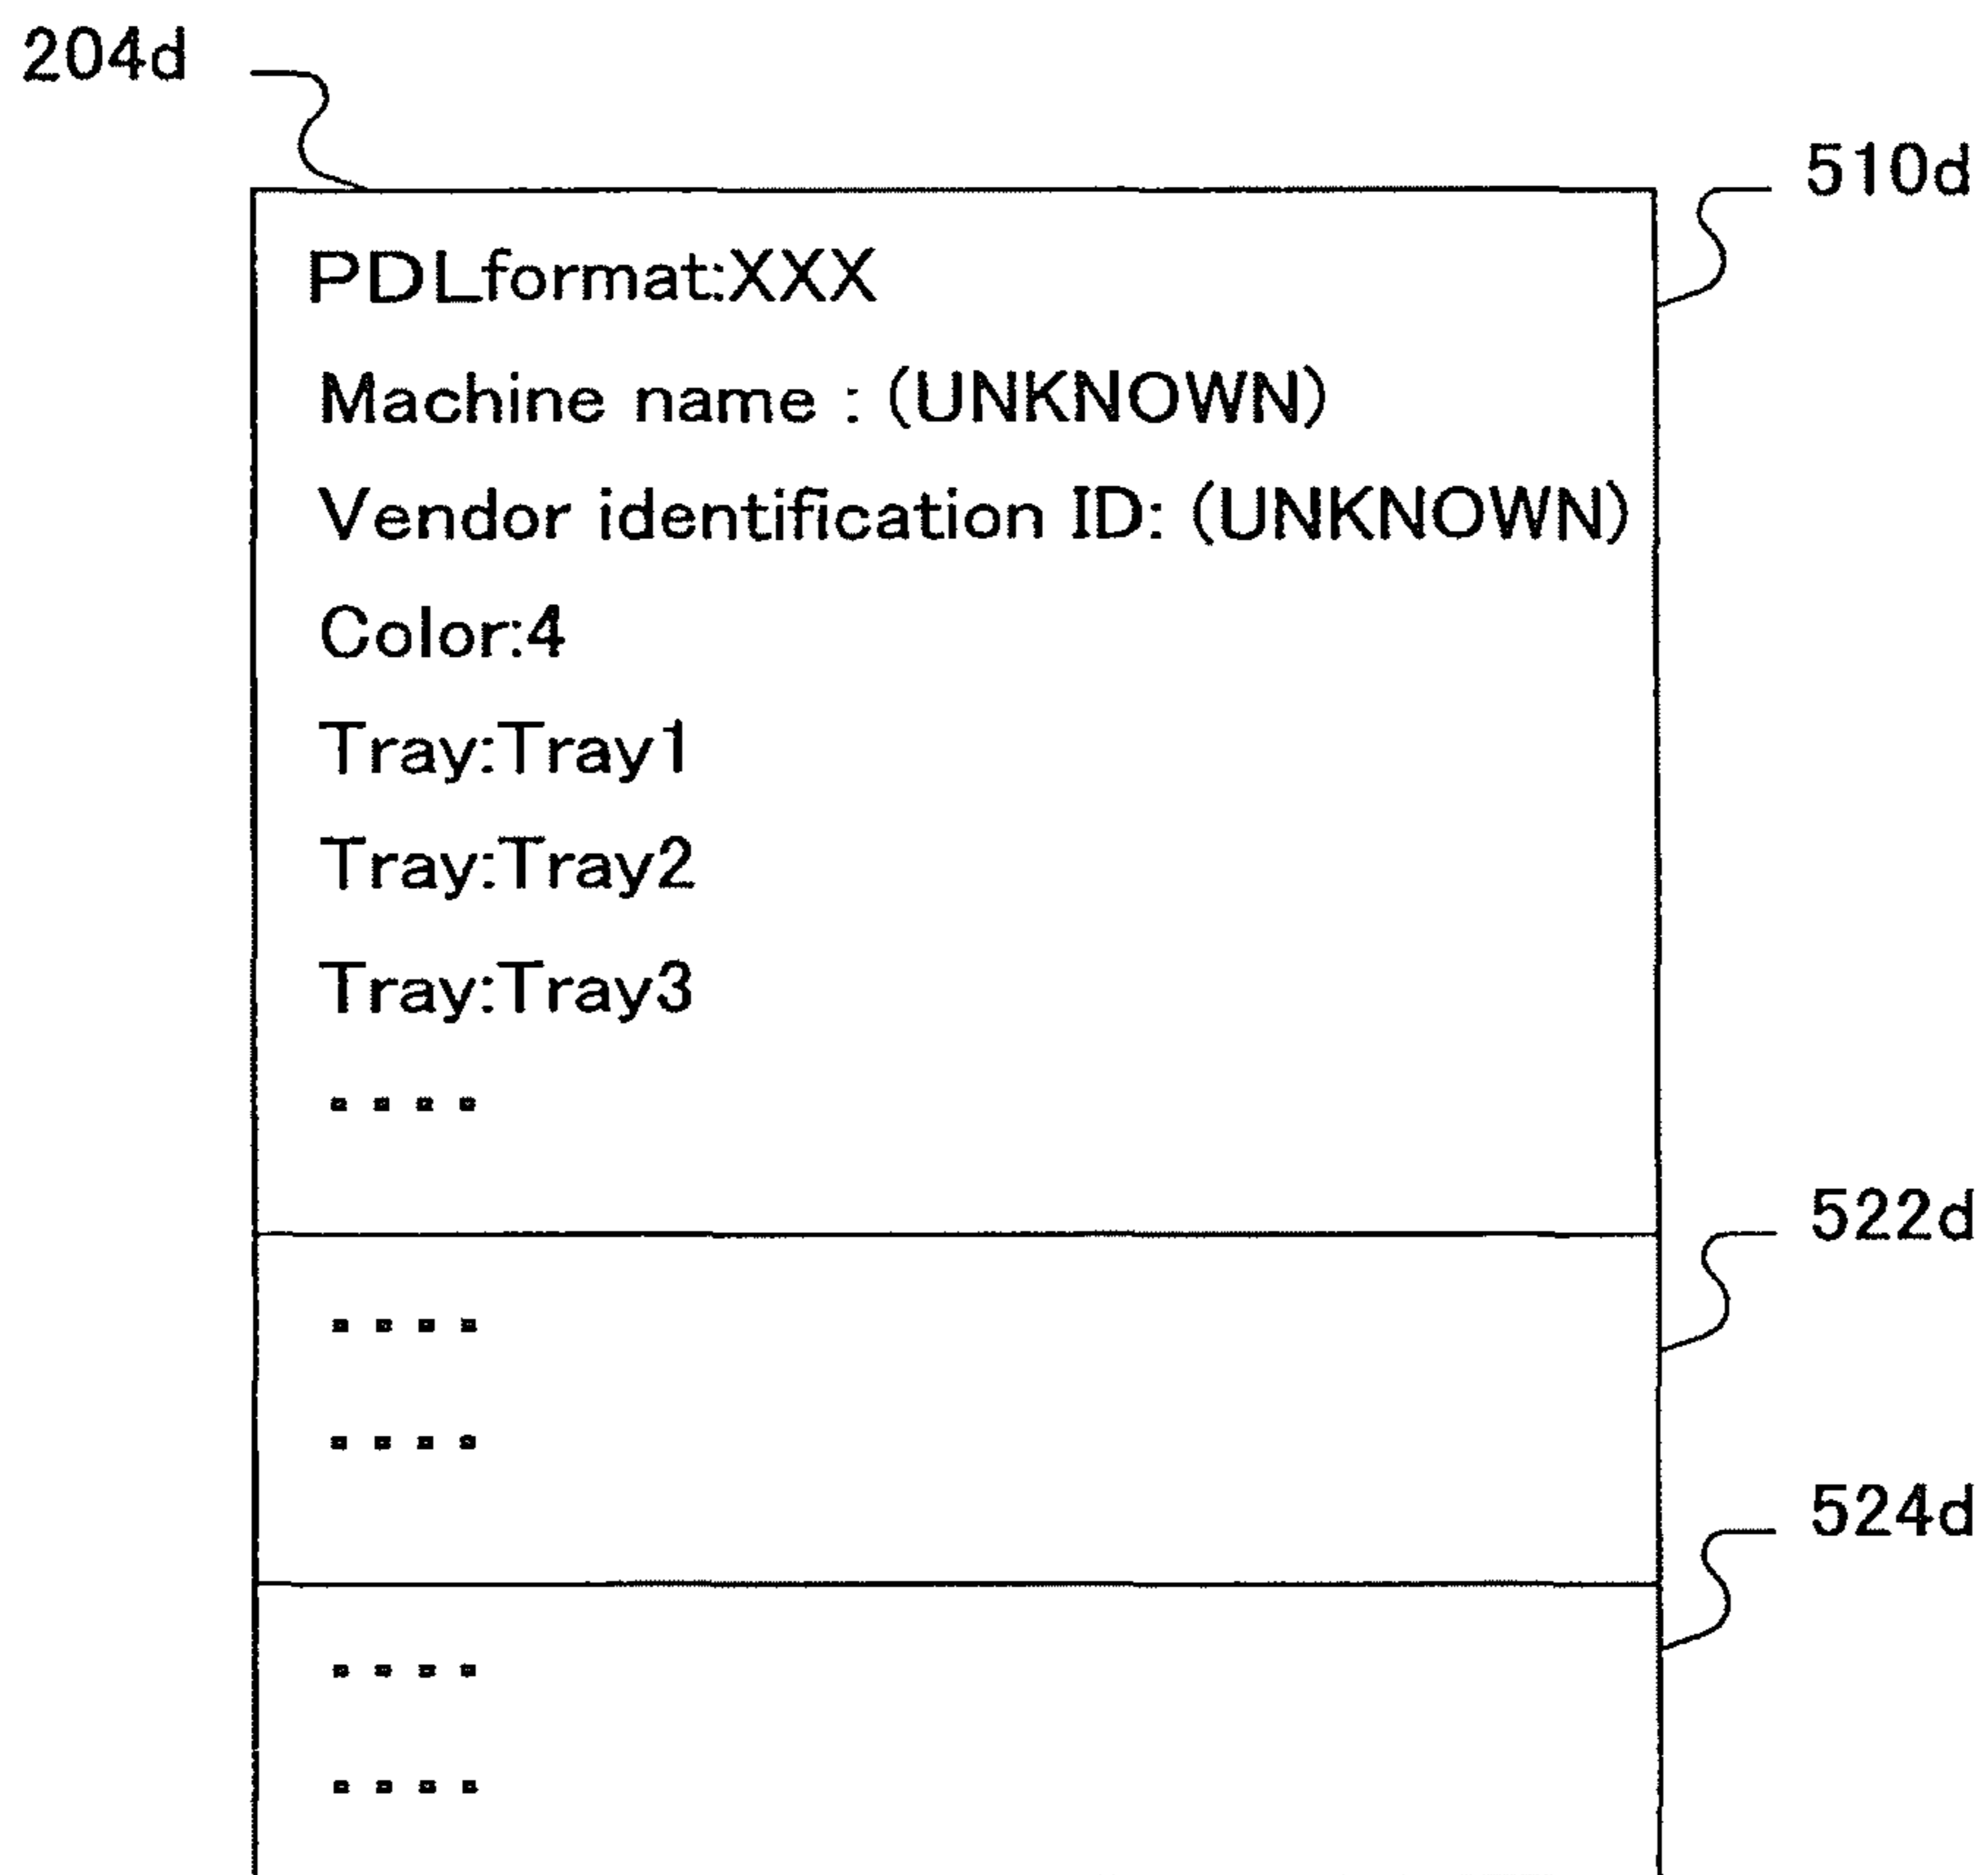 204d
510d
PDLformat:XXX
Machine name : (UNKNOWN)
Vendor identification ID: (UNKNOWN)
Color:4
Tray:Tray1
Tray:Tray2
Tray:Tray3
....
522d
....
....
524d
....
....